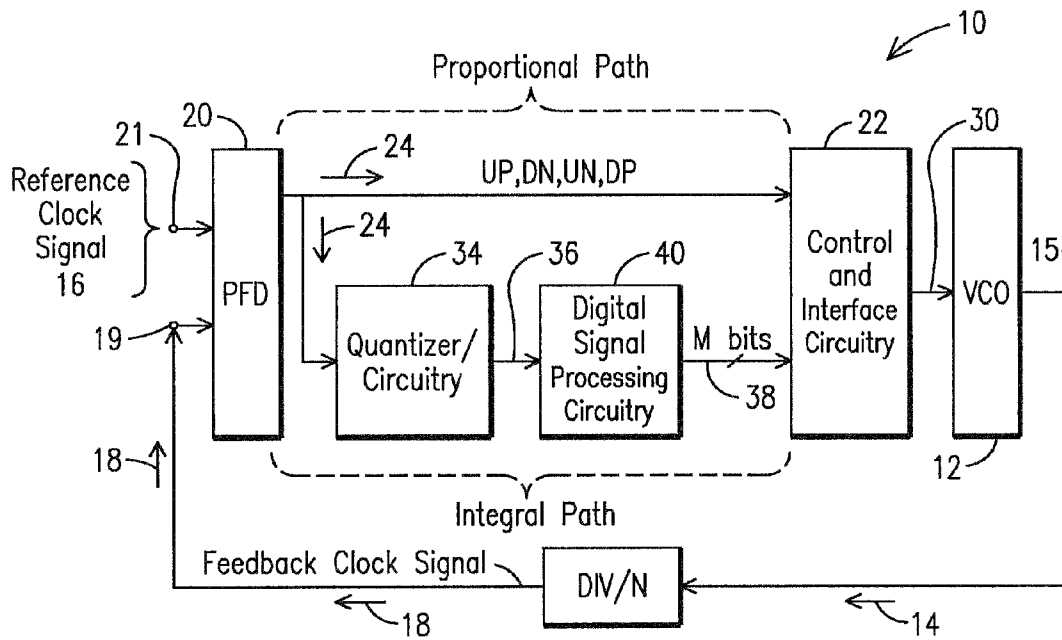 10
Proportional Path
20
22
30
21
24
UP,DN,UN,DP
Reference
Clock
Signal
16
24
34
36
40
15
PFD
Control
and
Interface
Circuitry
VCO
19
Quantizer/
Circuitry
Digital
Signal
Processing
Circuitry
M bits
38
18
12
Integral Path
Feedback Clock Signal
DIV/N
18
14